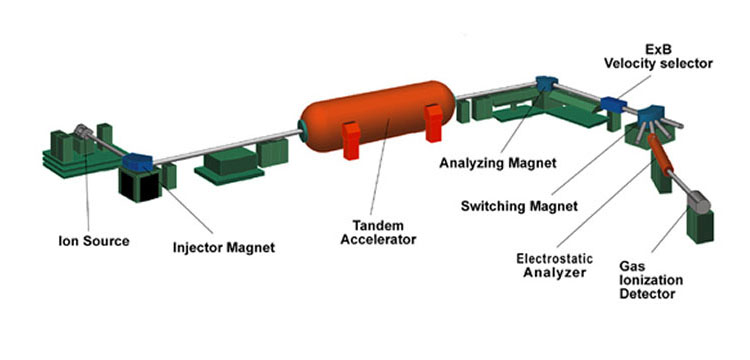 ExB
Velocity selector
Analyzing Magnet
Switching Magnet
Tandem
Accelerator
Ion Source
Injector Magnet
Electrostatic
Analyzer
Gas
Ionization
Detector